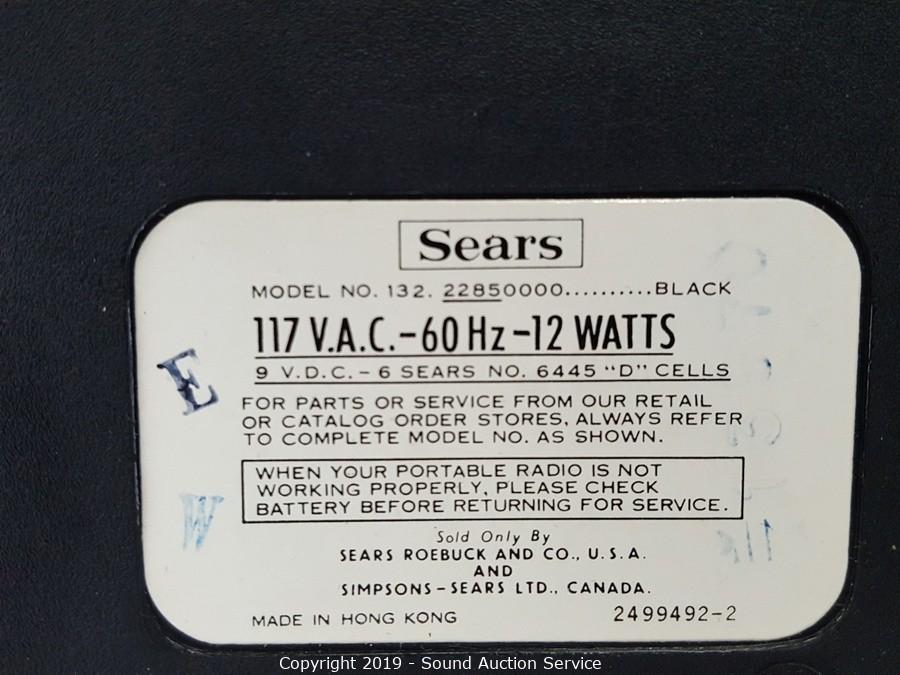 Sears
MODEL NO. 132. 22850000..........BLACK
117 V.A.C.-60 Hz-12 WATTS
9 V.D.C. - 6 SEARS NO. 6445 "D" CELLS
FOR PARTS OR SERVICE FROM OUR RETAIL
OR CATALOG ORDER STORES, ALWAYS REFER
TO COMPLETE MODEL NO. AS SHOWN.
E
WHEN YOUR PORTABLE RADIO IS NOT
WORKING PROPERLY, PLEASE CHECK
BATTERY BEFORE RETURNING FOR SERVICE.
W
Sold Only By
SEARS ROEBUCK AND CO., U.S.A.
AND
SIMPSONS-SEARS LTD., CANADA.
MADE IN HONG KONG 2499492-2
Copyright 2019 - Sound Auction Service